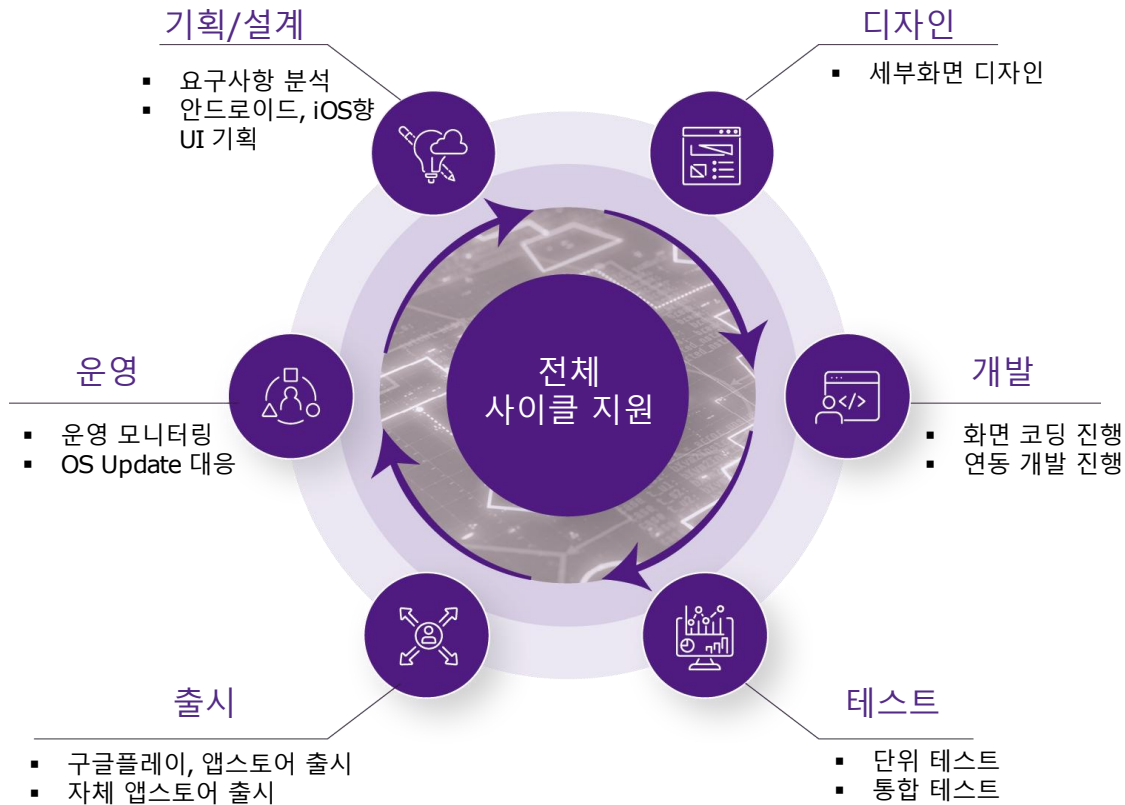 기획/설계
▪ 요구사항 분석
▪ 안드로이드, iOS향
UI 기획
디자인
▪ 세부화면 디자인
운영
▪ 운영 모니터링
▪ OS Update 대응
전체
사이클 지원
개발
▪ 화면 코딩 진행
▪ 연동 개발 진행
출시
▪ 구글플레이, 앱스토어 출시
▪ 자체 앱스토어 출시
테스트
▪ 단위 테스트
▪ 통합 테스트